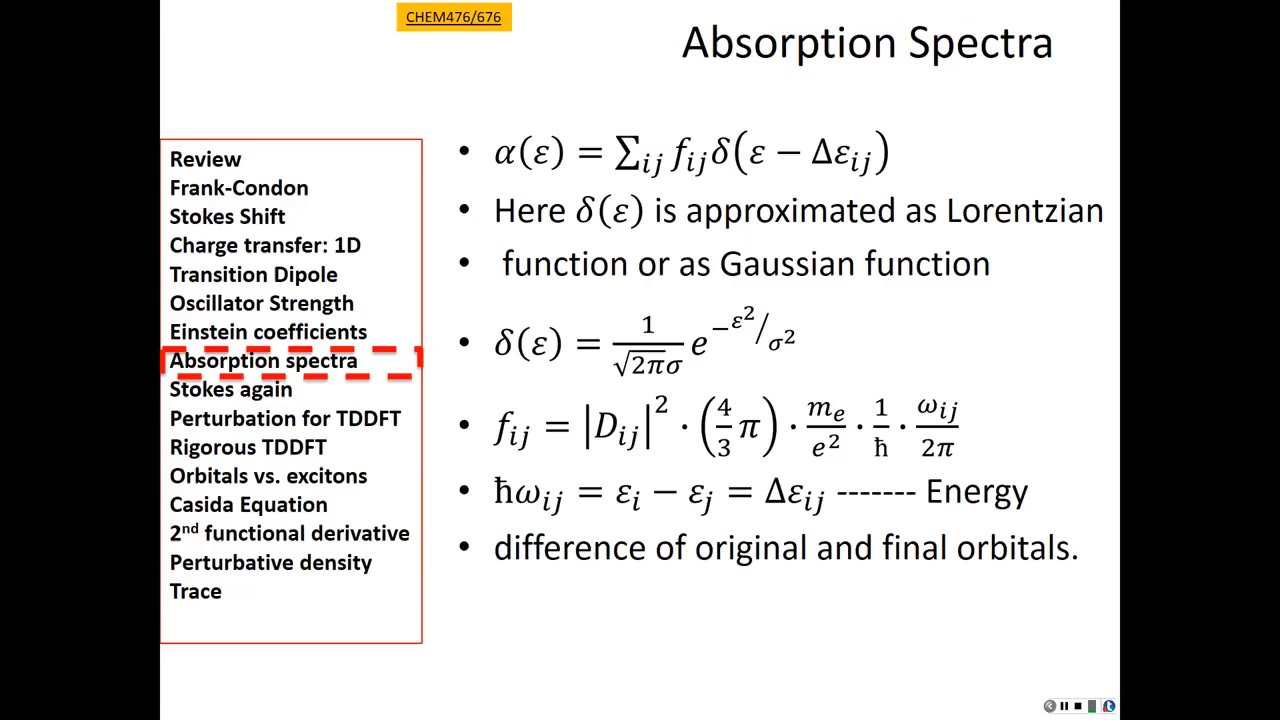 CHEM476/676
Absorption Spectra
Review
Frank-Condon
Stokes Shift
Charge transfer: 1D
Transition Dipole
Oscillator Strength
Einstein coefficients
Absorption spectra
Stokes again
Perturbation for TDDFT
Rigorous TDDFT
Orbitals vs. excitons
Casida Equation
2nd functional derivative
Perturbative density
Trace
• α(ε) = ∑ij fij δ(ε − Δεij)
• Here δ(ε) is approximated as Lorentzian
• function or as Gaussian function
• δ(ε) = 1/√2πσ e^−ε²/σ²
• fij = |Dij|² · (4/3 π) · me/e² · 1/ħ · ωij/2π
• ħωij = εi − εj = Δεij ------- Energy
• difference of original and final orbitals.